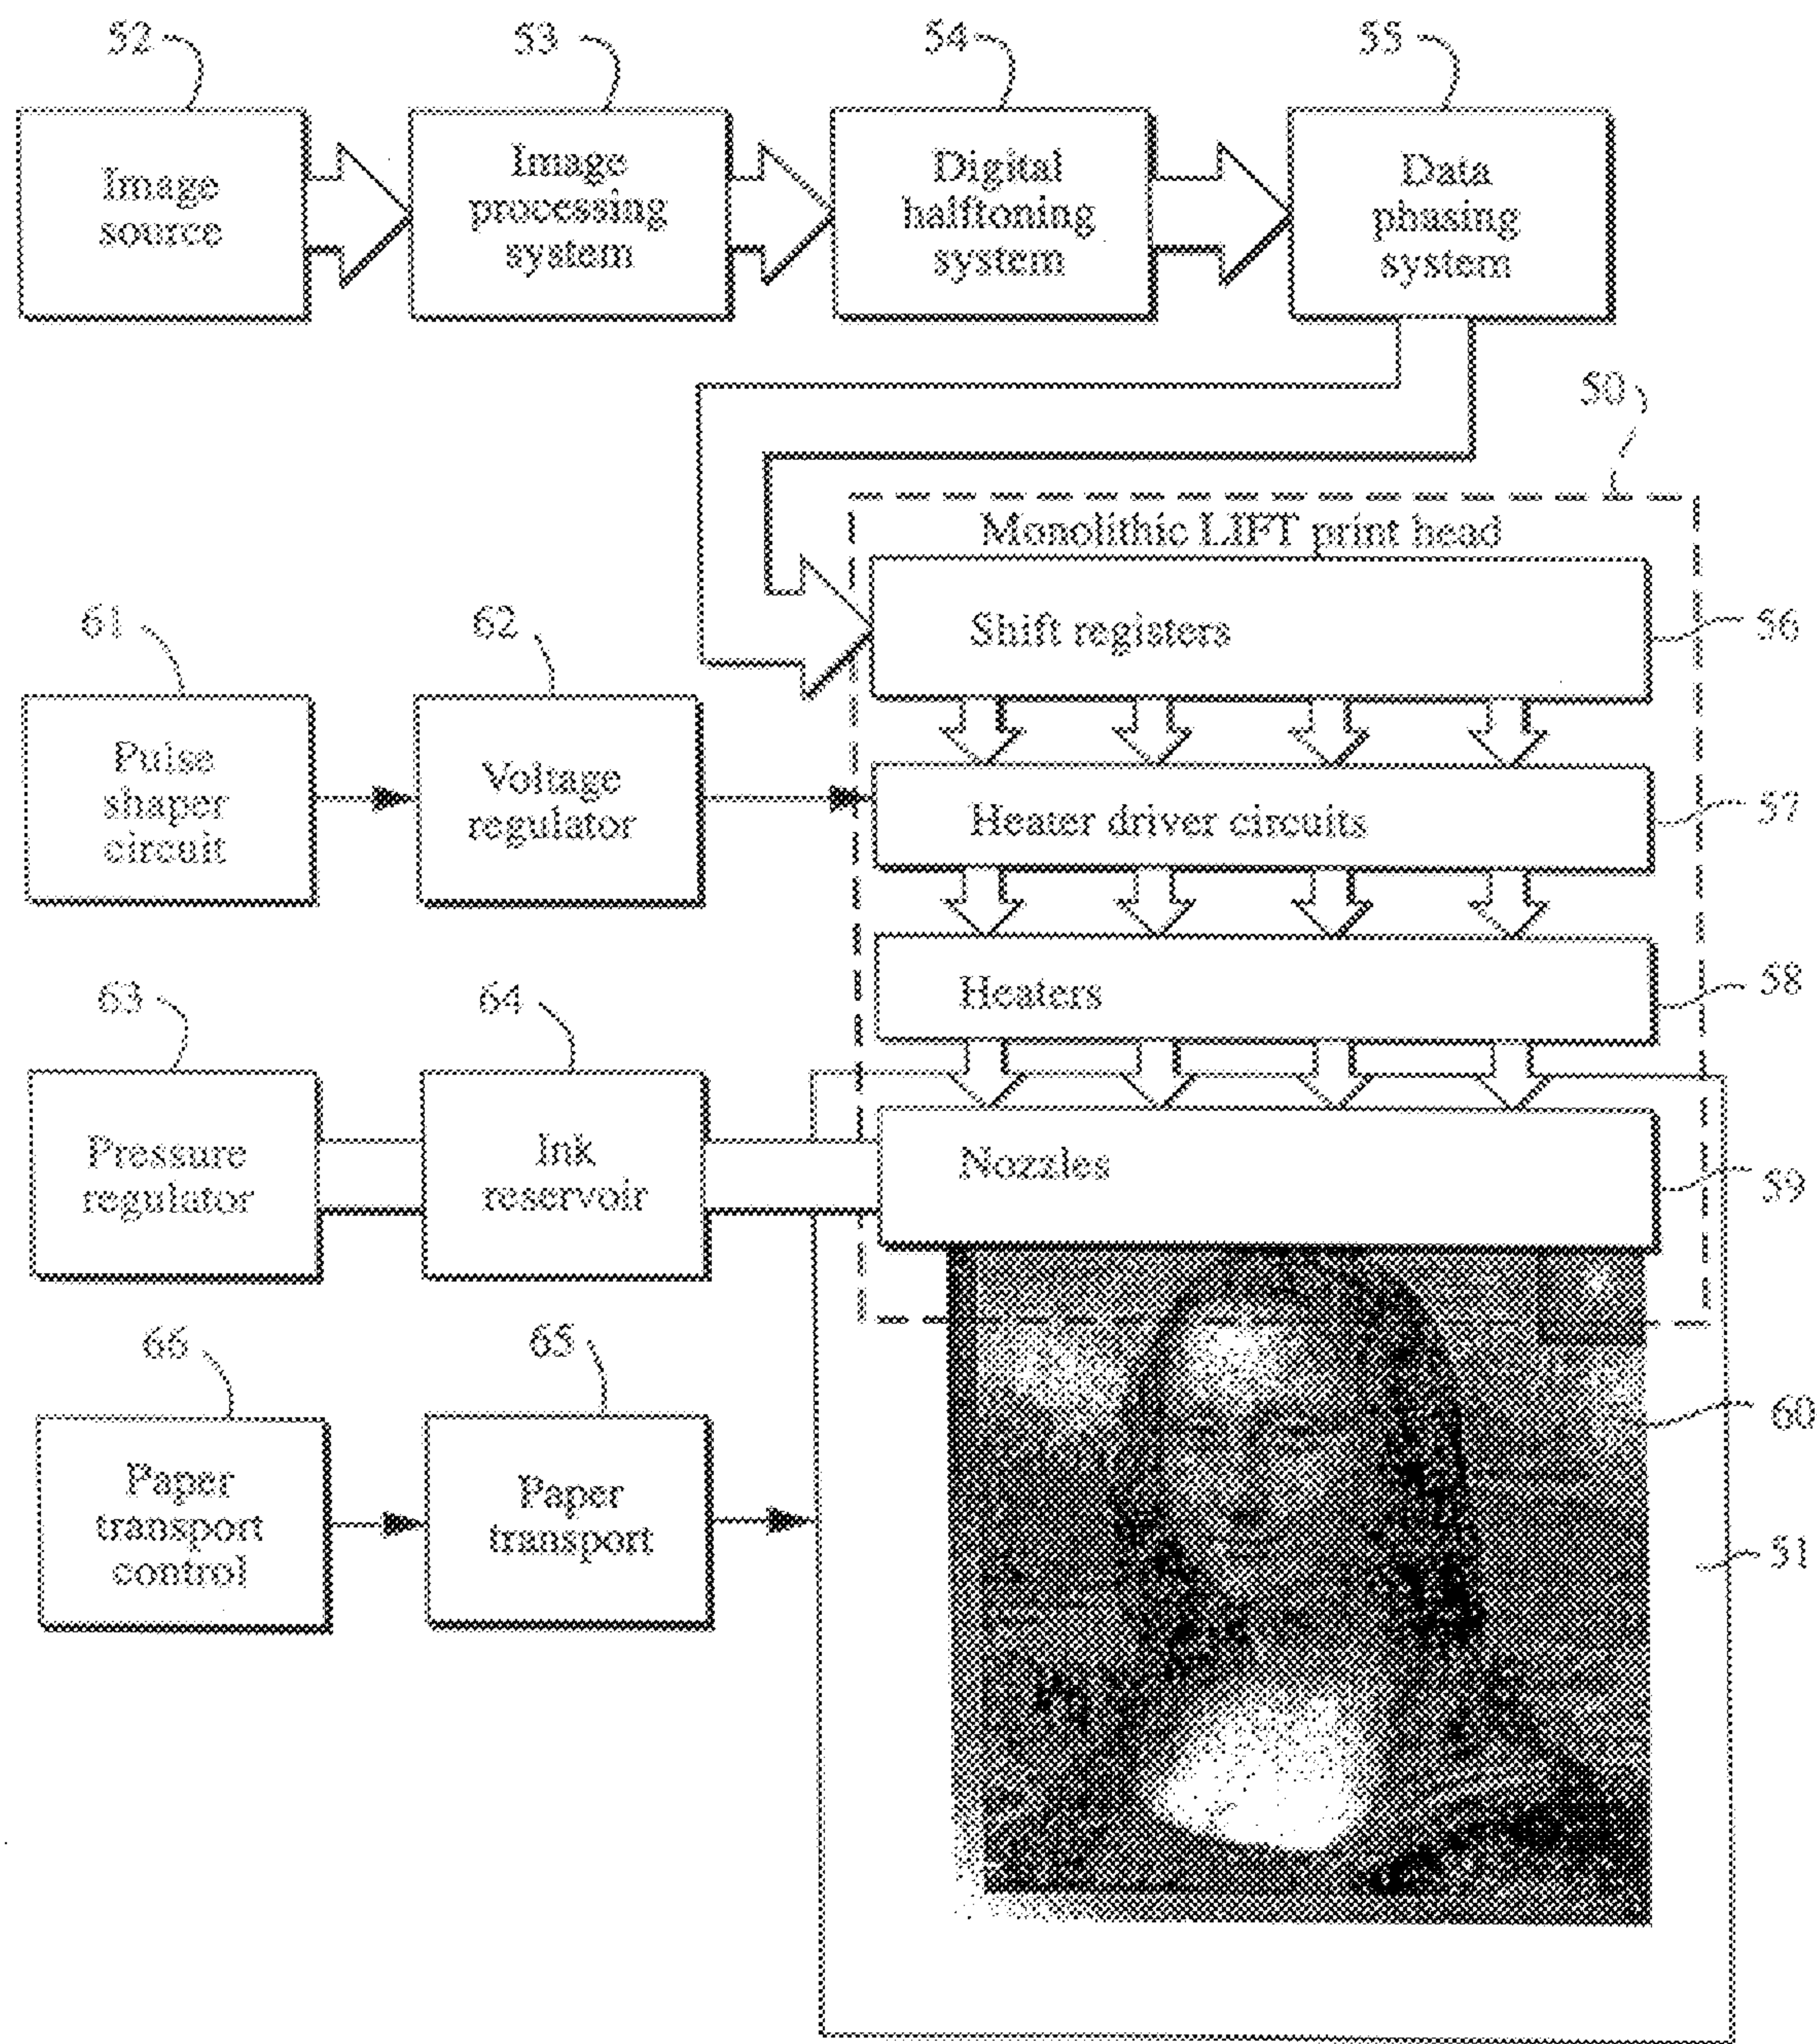 52
53
54
55
Image
source
Image
processing
system
Digital
halftoning
system
Data
phasing
system
50
Monolithic LIFT print head
Shift registers
56
61
62
Pulse
shaper
circuit
Voltage
regulator
Heater driver circuits
57
Heaters
58
63
64
Pressure
regulator
Ink
reservoir
Nozzles
59
66
65
Paper
transport
control
Paper
transport
60
51